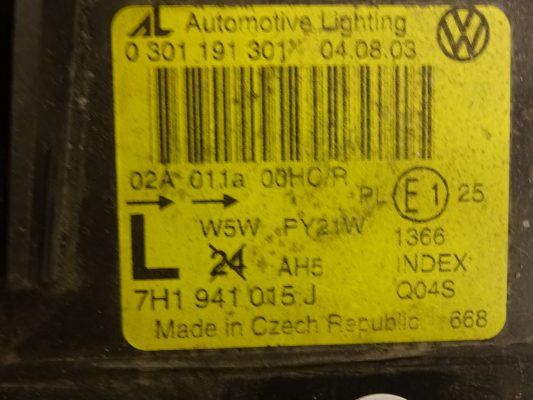 AL Automotive Lighting
0 301 191 301 04.08.03
02A 01.1a 00HC/R PL E1 25
W5W PY21W 1366
L 24 AH5 INDEX
7H1 941 015 J Q04S
Made in Czech Republic 668